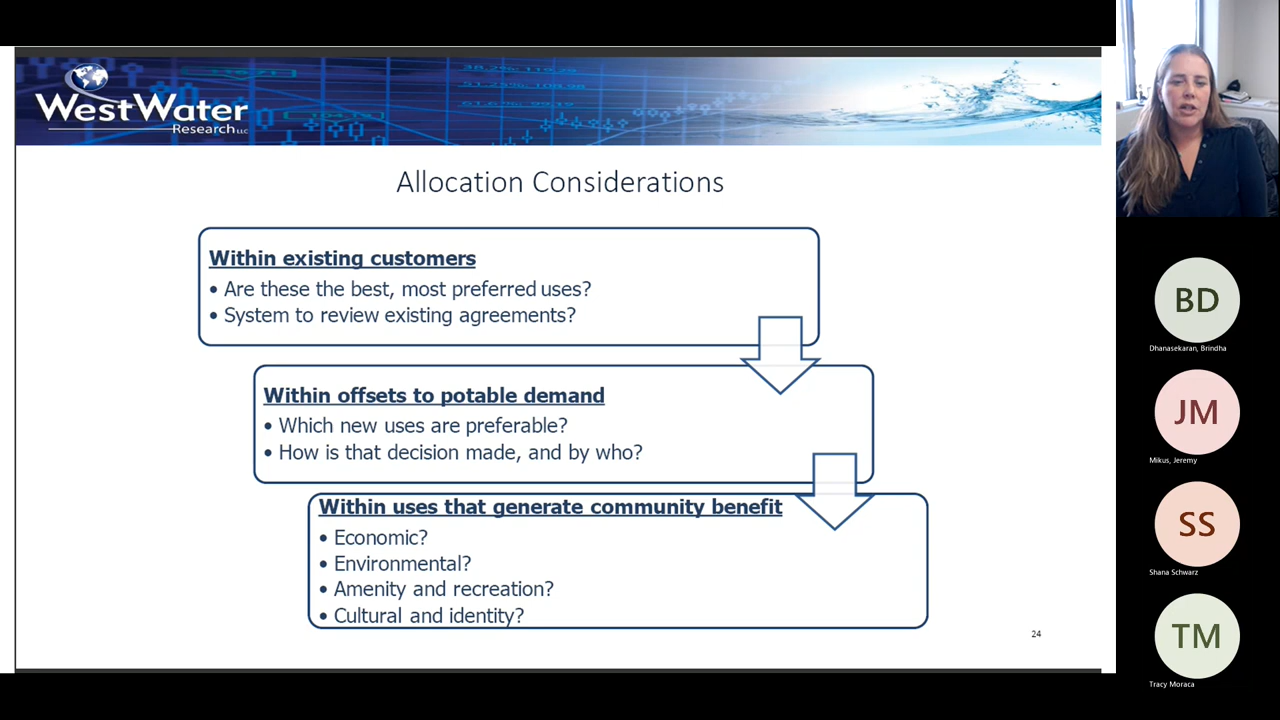 WestWater
Research LLC
Allocation Considerations
Within existing customers
• Are these the best, most preferred uses?
• System to review existing agreements?
Within offsets to potable demand
• Which new uses are preferable?
• How is that decision made, and by who?
Within uses that generate community benefit
• Economic?
• Environmental?
• Amenity and recreation?
• Cultural and identity?
24
BD
Dhanasekaran, Brindha
JM
Mikus, Jeremy
SS
Shana Schwarz
TM
Tracy Moraca